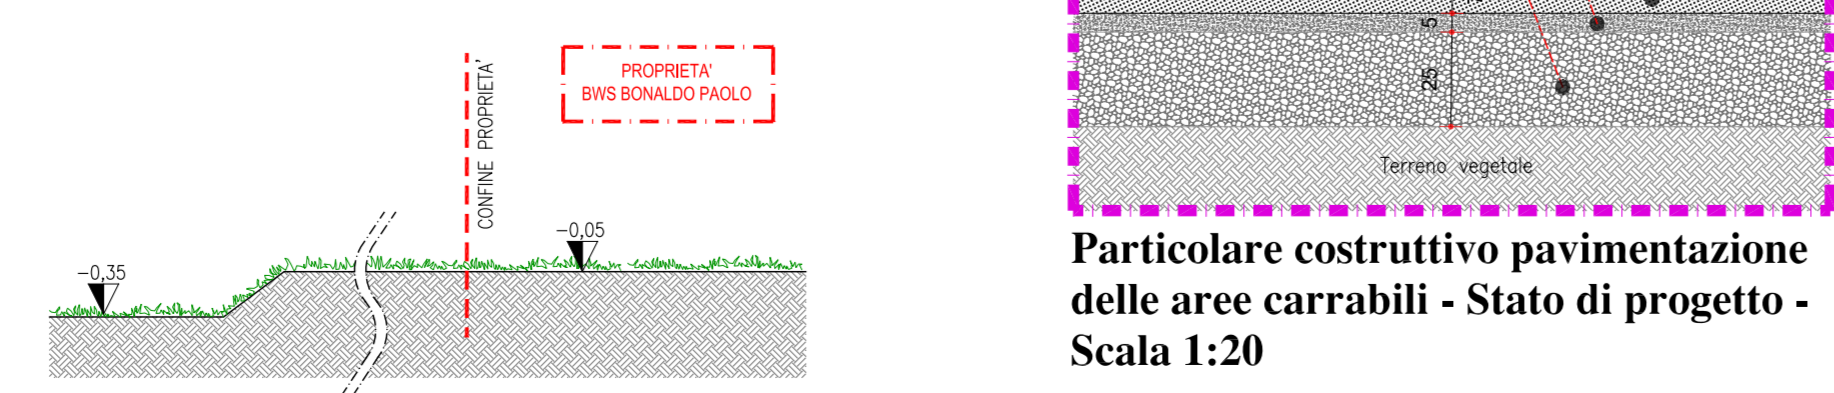 PROPRIETA'
BWS BONALDO PAOLO
CONFINE PROPRIETA'
-0,05
-0,35
5
25
Terreno vegetale
Particolare costruttivo pavimentazione
delle aree carrabili - Stato di progetto -
Scala 1:20